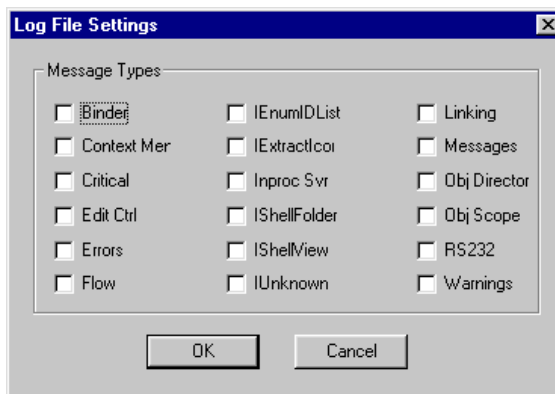 Log File Settings
Message Types
Binder
IEnumIDList
Linking
Context Mer
IExtractIcor
Messages
Critical
Inproc Svr
Obj Director
Edit Ctrl
IShellFolder
Obj Scope
Errors
IShellView
RS232
Flow
IUnknown
Warnings
OK
Cancel